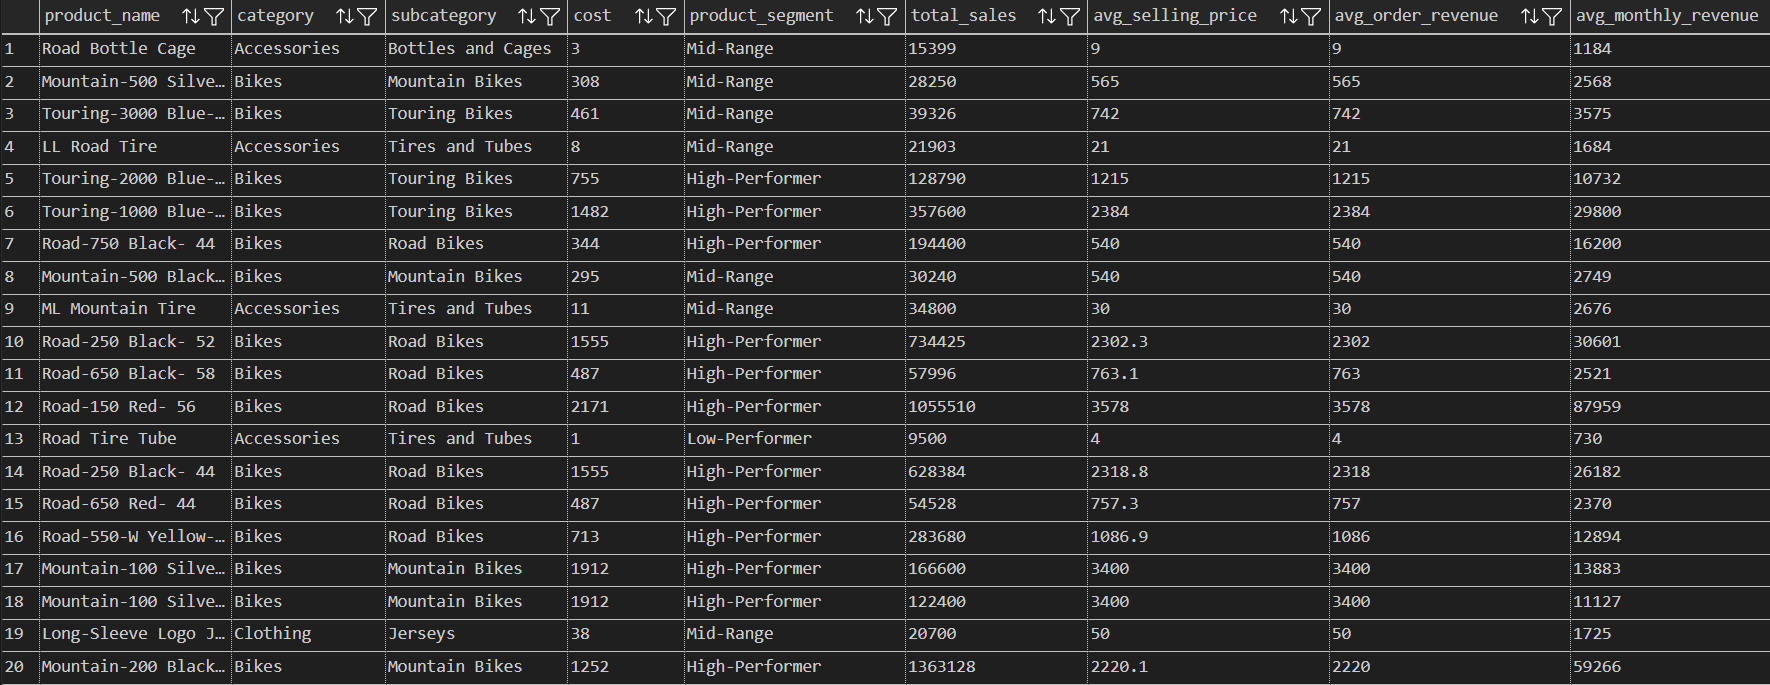 product_name category subcategory cost product_segment total_sales avg_selling_price avg_order_revenue avg_monthly_revenue
1 Road Bottle Cage Accessories Bottles and Cages 3 Mid-Range 15399 9 9 1184
2 Mountain-500 Silve… Bikes Mountain Bikes 308 Mid-Range 28250 565 565 2568
3 Touring-3000 Blue-… Bikes Touring Bikes 461 Mid-Range 39326 742 742 3575
4 LL Road Tire Accessories Tires and Tubes 8 Mid-Range 21903 21 21 1684
5 Touring-2000 Blue-… Bikes Touring Bikes 755 High-Performer 128790 1215 1215 10732
6 Touring-1000 Blue-… Bikes Touring Bikes 1482 High-Performer 357600 2384 2384 29800
7 Road-750 Black- 44 Bikes Road Bikes 344 High-Performer 194400 540 540 16200
8 Mountain-500 Black… Bikes Mountain Bikes 295 Mid-Range 30240 540 540 2749
9 ML Mountain Tire Accessories Tires and Tubes 11 Mid-Range 34800 30 30 2676
10 Road-250 Black- 52 Bikes Road Bikes 1555 High-Performer 734425 2302.3 2302 30601
11 Road-650 Black- 58 Bikes Road Bikes 487 High-Performer 57996 763.1 763 2521
12 Road-150 Red- 56 Bikes Road Bikes 2171 High-Performer 1055510 3578 3578 87959
13 Road Tire Tube Accessories Tires and Tubes 1 Low-Performer 9500 4 4 730
14 Road-250 Black- 44 Bikes Road Bikes 1555 High-Performer 628384 2318.8 2318 26182
15 Road-650 Red- 44 Bikes Road Bikes 487 High-Performer 54528 757.3 757 2370
16 Road-550-W Yellow-… Bikes Road Bikes 713 High-Performer 283680 1086.9 1086 12894
17 Mountain-100 Silve… Bikes Mountain Bikes 1912 High-Performer 166600 3400 3400 13883
18 Mountain-100 Silve… Bikes Mountain Bikes 1912 High-Performer 122400 3400 3400 11127
19 Long-Sleeve Logo J… Clothing Jerseys 38 Mid-Range 20700 50 50 1725
20 Mountain-200 Black… Bikes Mountain Bikes 1252 High-Performer 1363128 2220.1 2220 59266